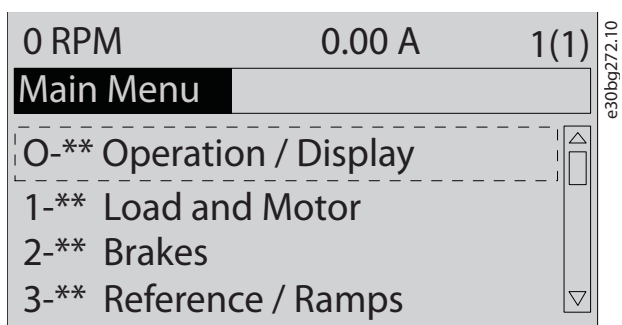 0 RPM 0.00 A 1(1)
Main Menu
O-** Operation / Display
1-** Load and Motor
2-** Brakes
3-** Reference / Ramps
e30bg272.10